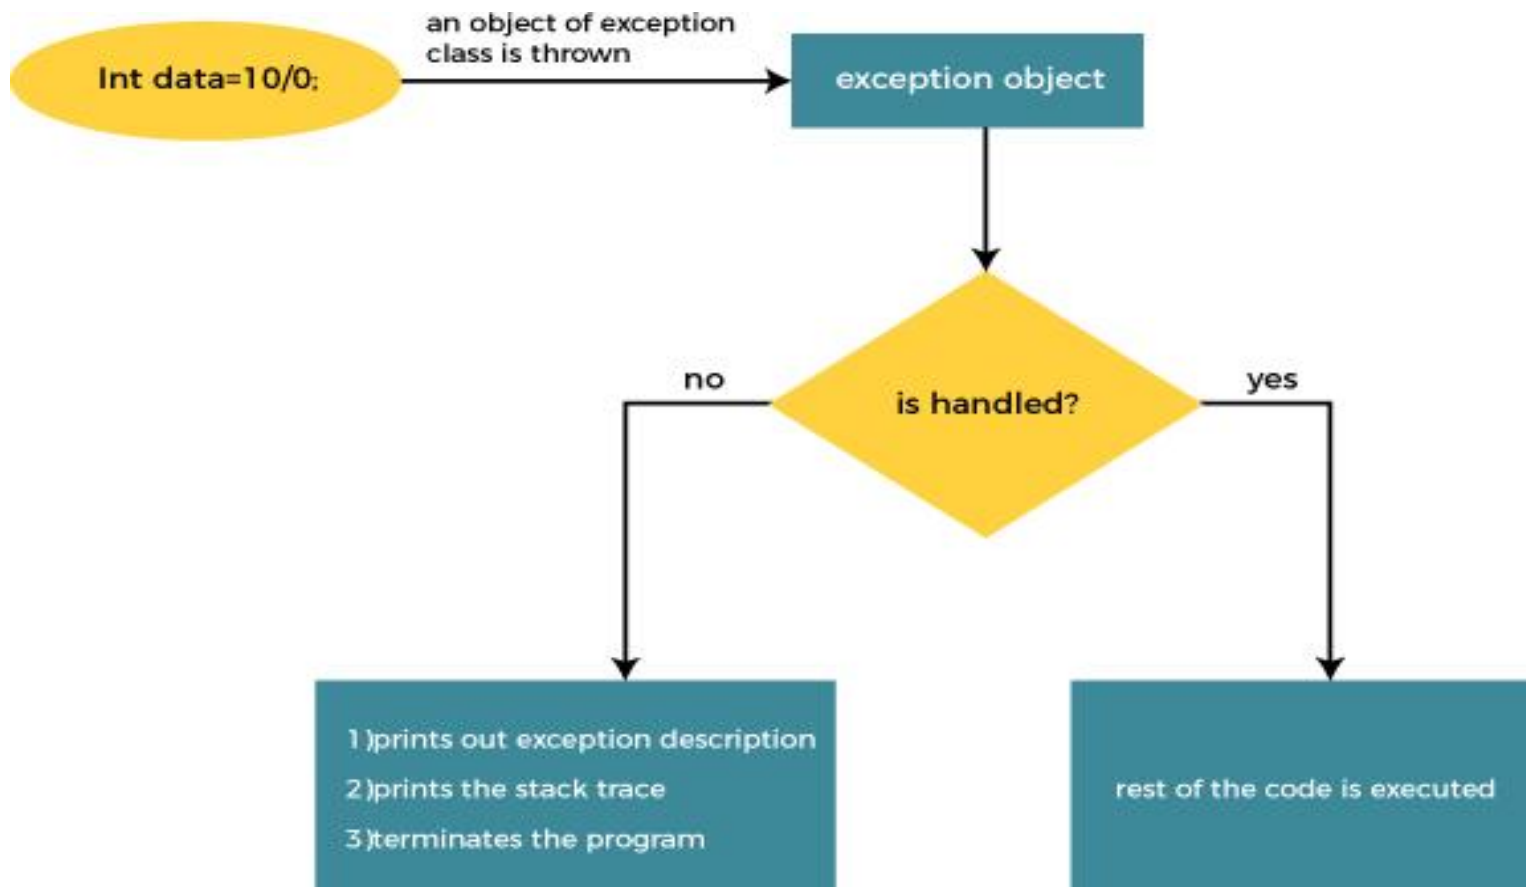 Int data=10/0;
an object of exception
class is thrown
exception object
is handled?
no
yes
1)prints out exception description
2)prints the stack trace
3)terminates the program
rest of the code is executed